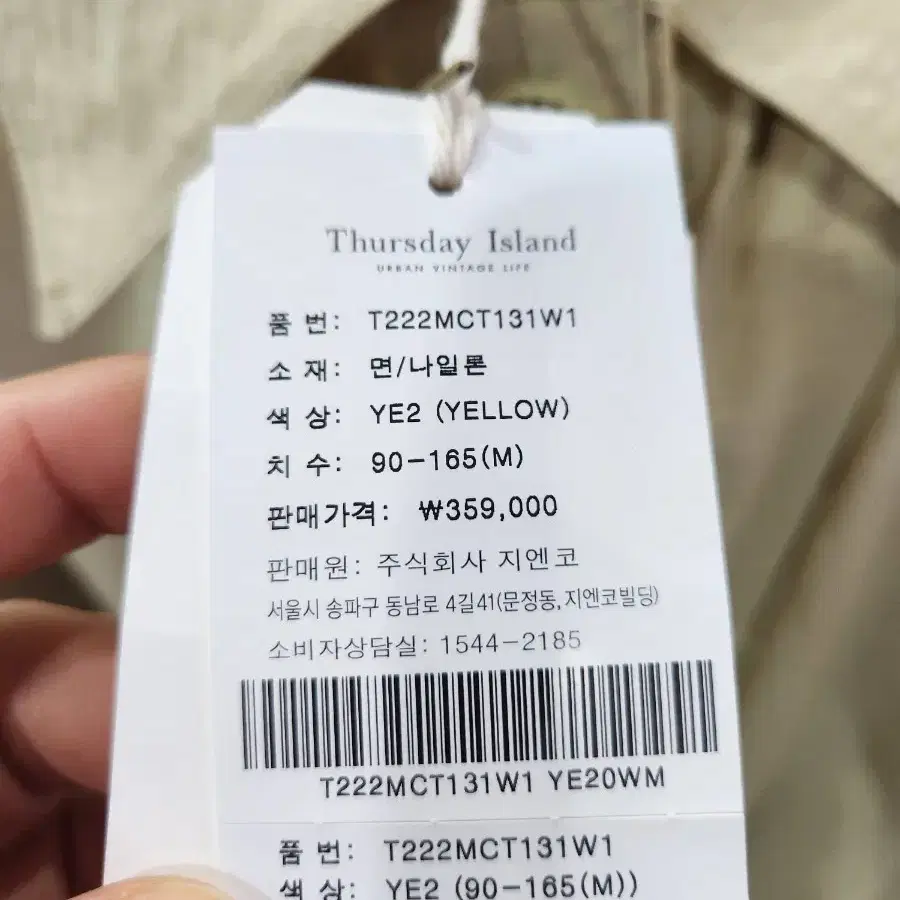 Thursday Island
URBAN VINTAGE LIFE
품 번: T222MCT131W1
소 재: 면/나일론
색 상: YE2 (YELLOW)
치 수: 90-165(M)
판매가격: ₩359,000
판매원: 주식회사 지엔코
서울시 송파구 동남로 4길41(문정동,지엔코빌딩)
소비자상담실: 1544-2185
T222MCT131W1 YE20WM
품 번: T222MCT131W1
색 상: YE2 (90-165(M))